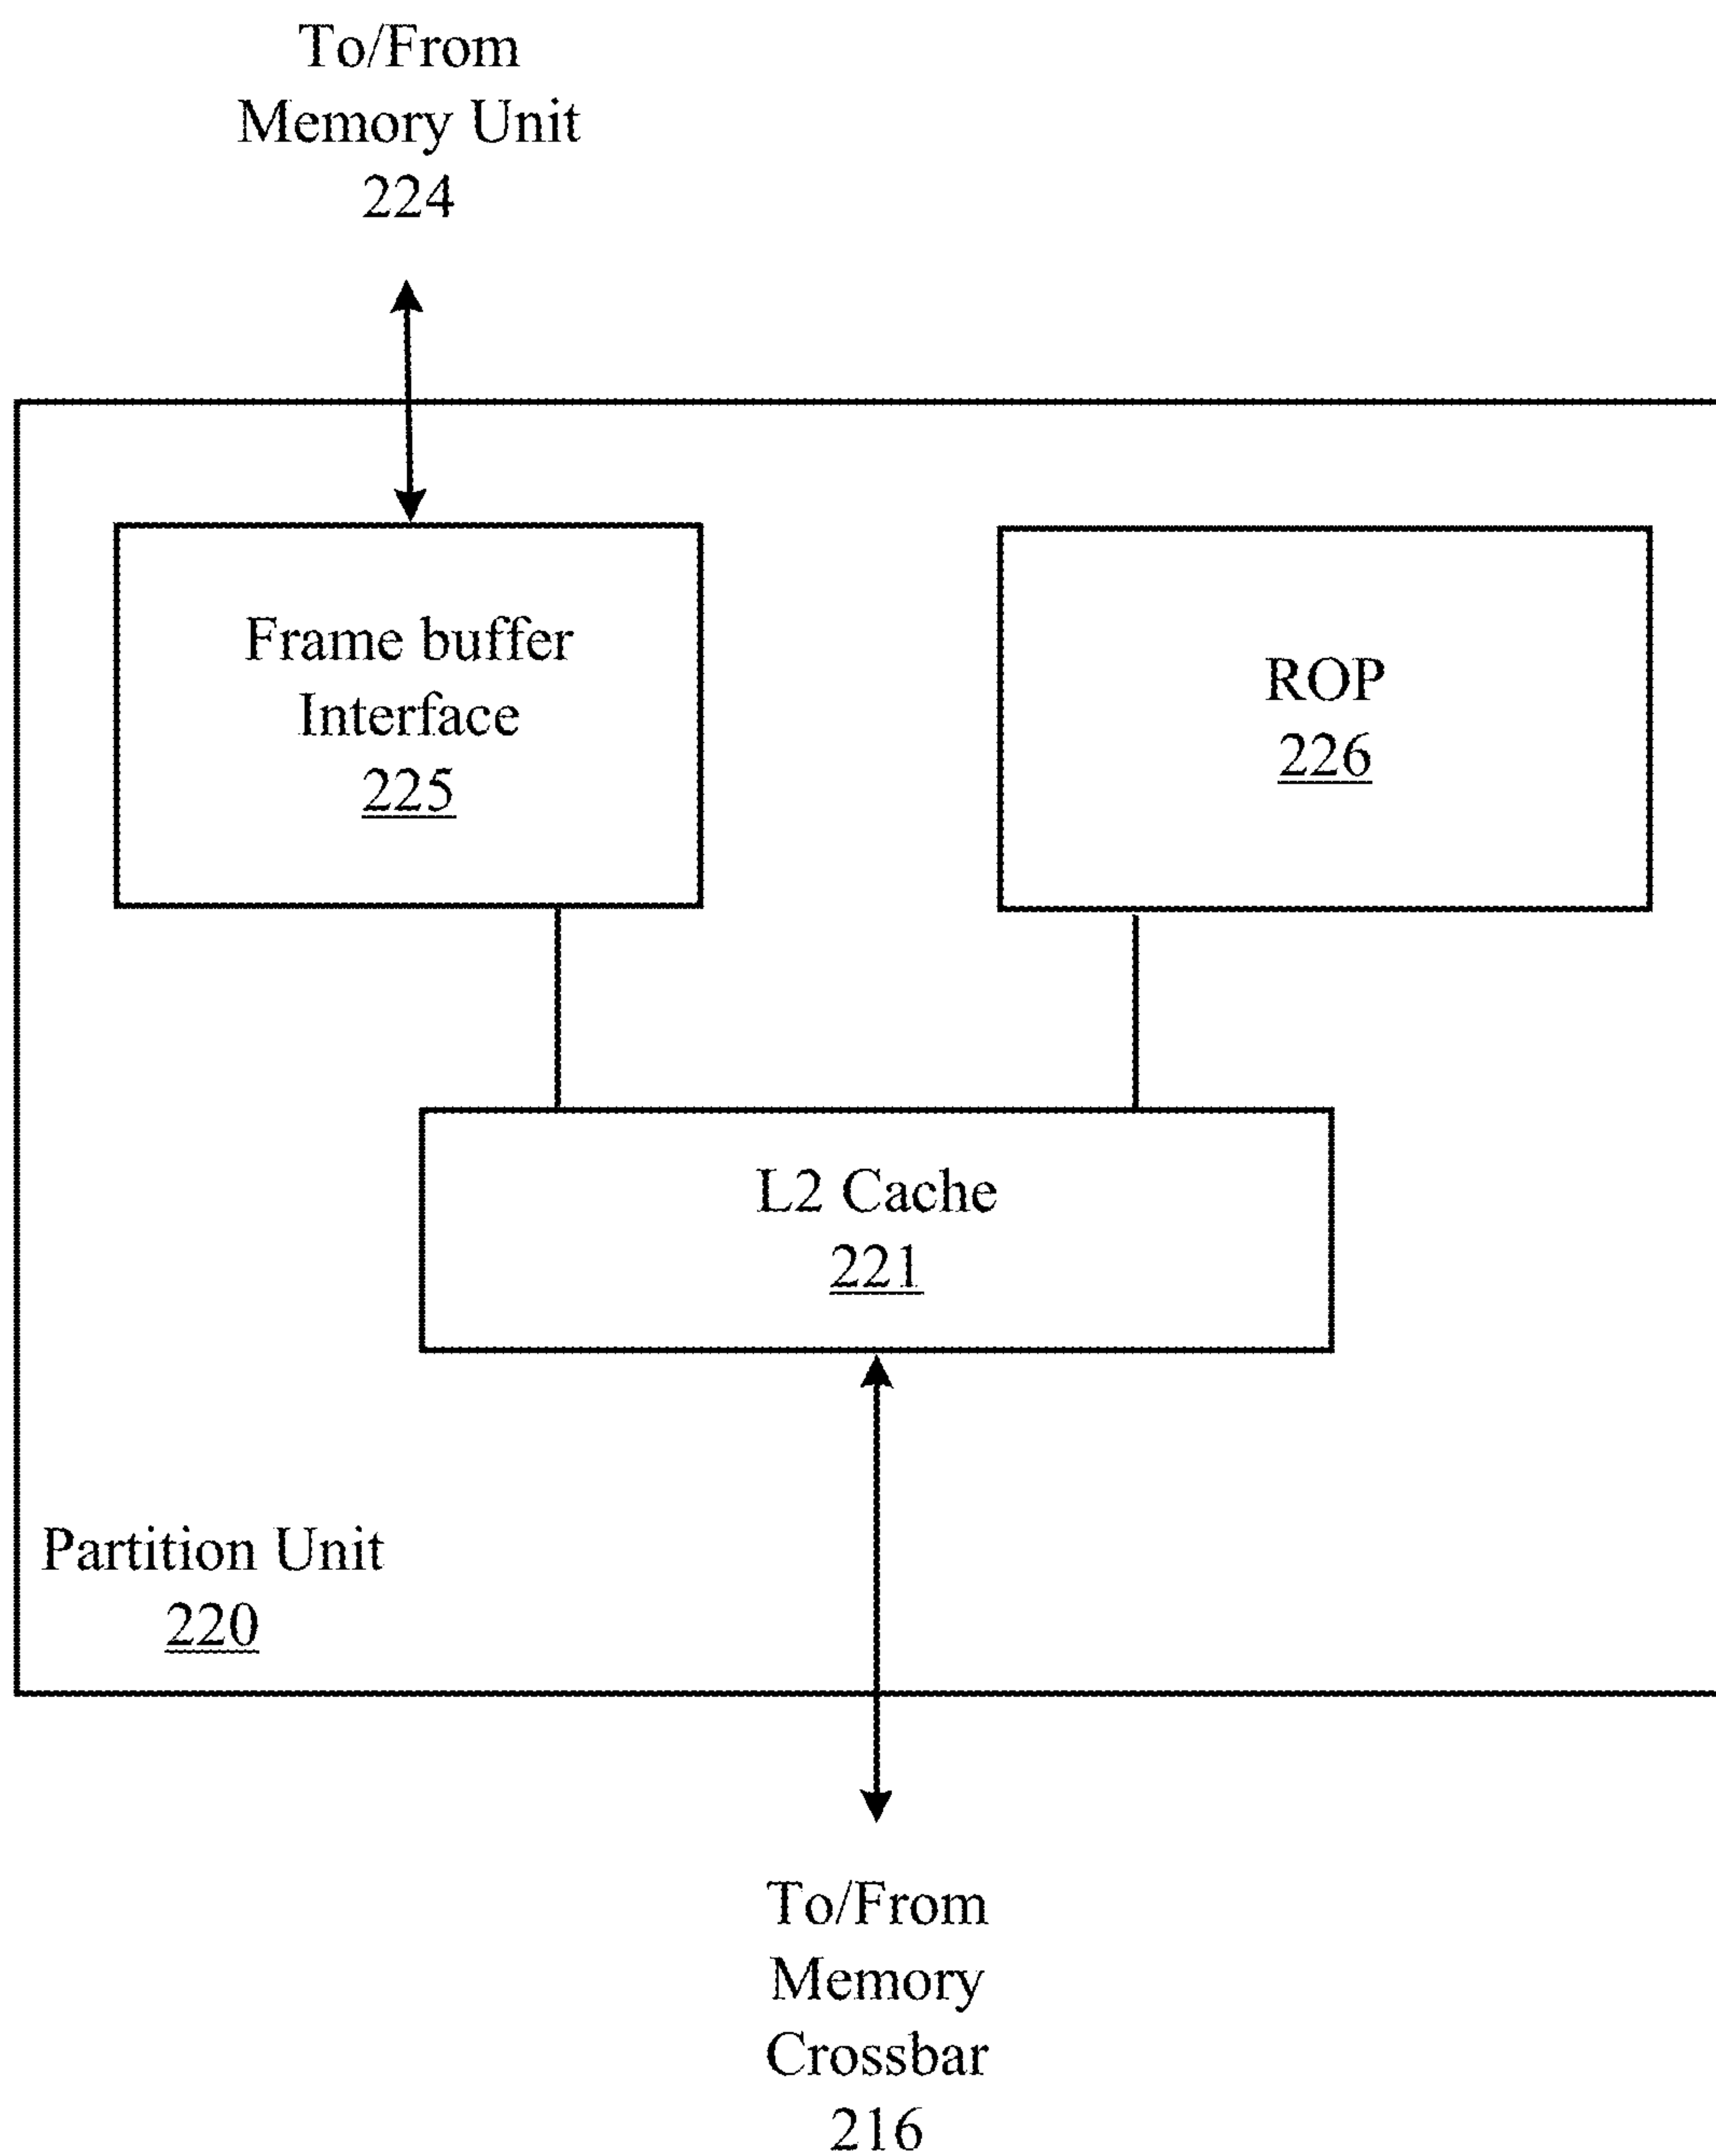 To/From
Memory Unit
224
Frame buffer
Interface
225
ROP
226
L2 Cache
221
Partition Unit
220
To/From
Memory
Crossbar
216